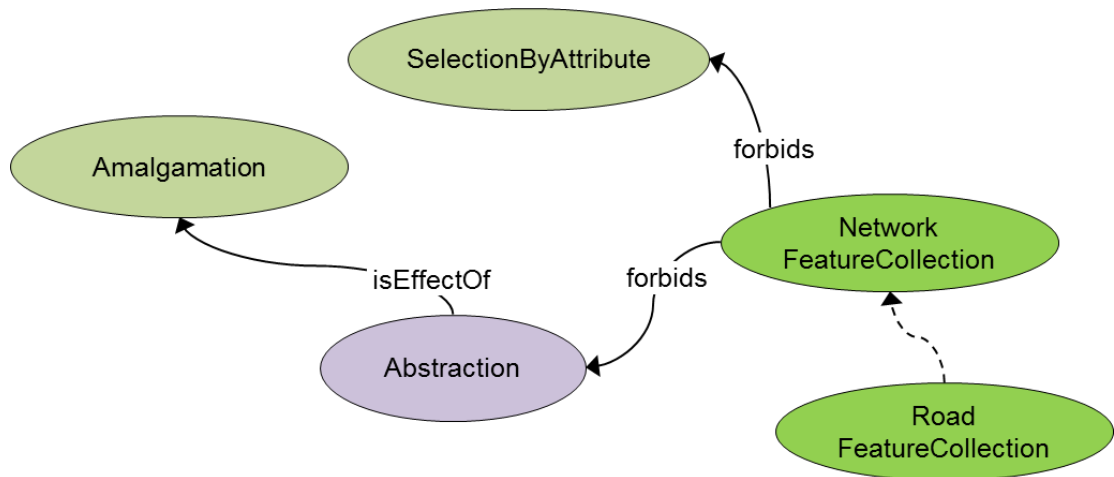 SelectionByAttribute
Amalgamation
forbids
Network
FeatureCollection
isEffectOf
forbids
Abstraction
Road
FeatureCollection